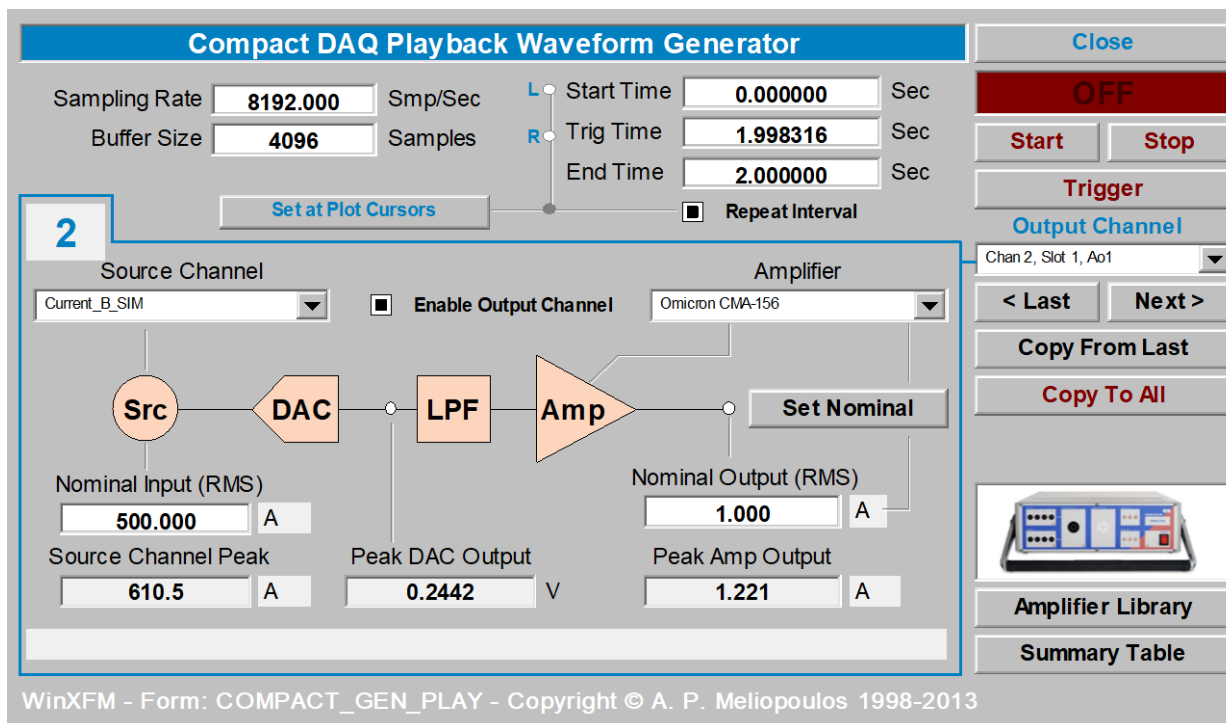 Compact DAQ Playback Waveform Generator
Close
Sampling Rate 8192.000 Smp/Sec
Buffer Size 4096 Samples
L Start Time 0.000000 Sec
R Trig Time 1.998316 Sec
End Time 2.000000 Sec
Set at Plot Cursors
Repeat Interval
OFF
Start Stop
Trigger
Output Channel
Chan 2, Slot 1, Ao1
< Last Next >
Copy From Last
Copy To All
2
Source Channel
Current_B_SIM
Enable Output Channel
Amplifier
Omicron CMA-156
Src DAC LPF Amp
Set Nominal
Nominal Input (RMS)
500.000 A
Source Channel Peak
610.5 A
Peak DAC Output
0.2442 V
Nominal Output (RMS)
1.000 A
Peak Amp Output
1.221 A
Amplifier Library
Summary Table
WinXFM - Form: COMPACT_GEN_PLAY - Copyright © A. P. Meliopoulos 1998-2013